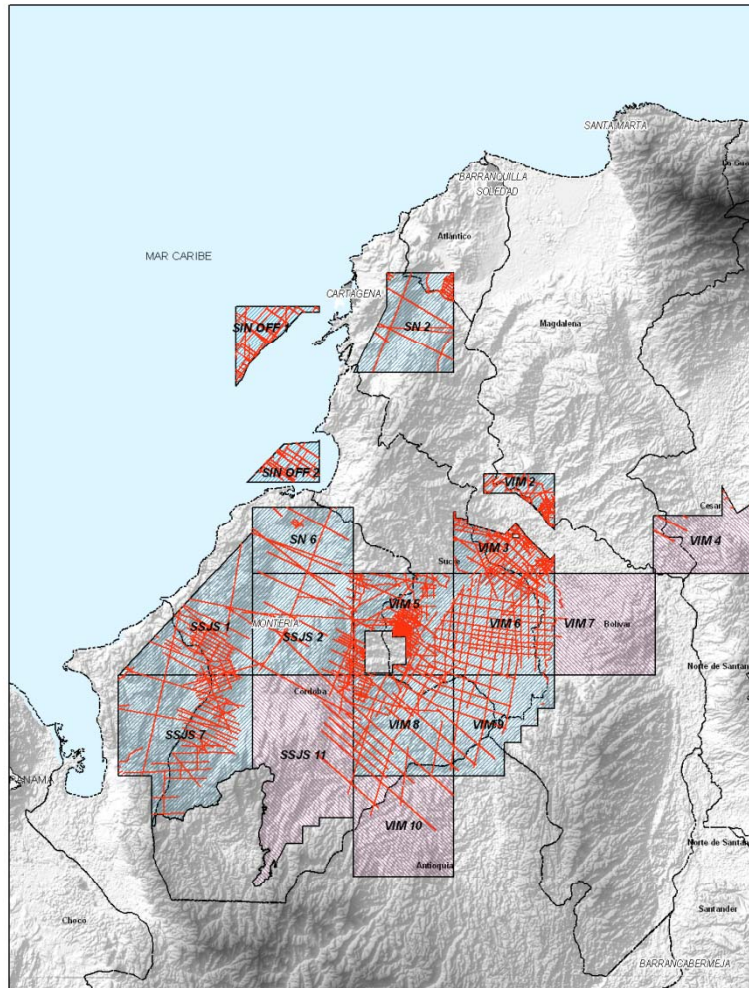 SANTA MARTA
BARRANQUILLA
SOLEDAD
Atlántico
MAR CARIBE
CARTAGENA
SIN OFF 1
SN 2
Magdalena
SIN OFF 2
VIM 2
Cesar
SN 6
VIM 3
VIM 4
Sucre
SSJS 1
MONTERIA
SSJS 2
VIM 5
VIM 6
VIM 7
Bolívar
Norte de Santan
Córdoba
SSJS 7
SSJS 11
VIM 8
VIM 9
PANAMA
VIM 10
Norte de Santan
Antioquia
Choco
Santander
BARRANCABERMEJA